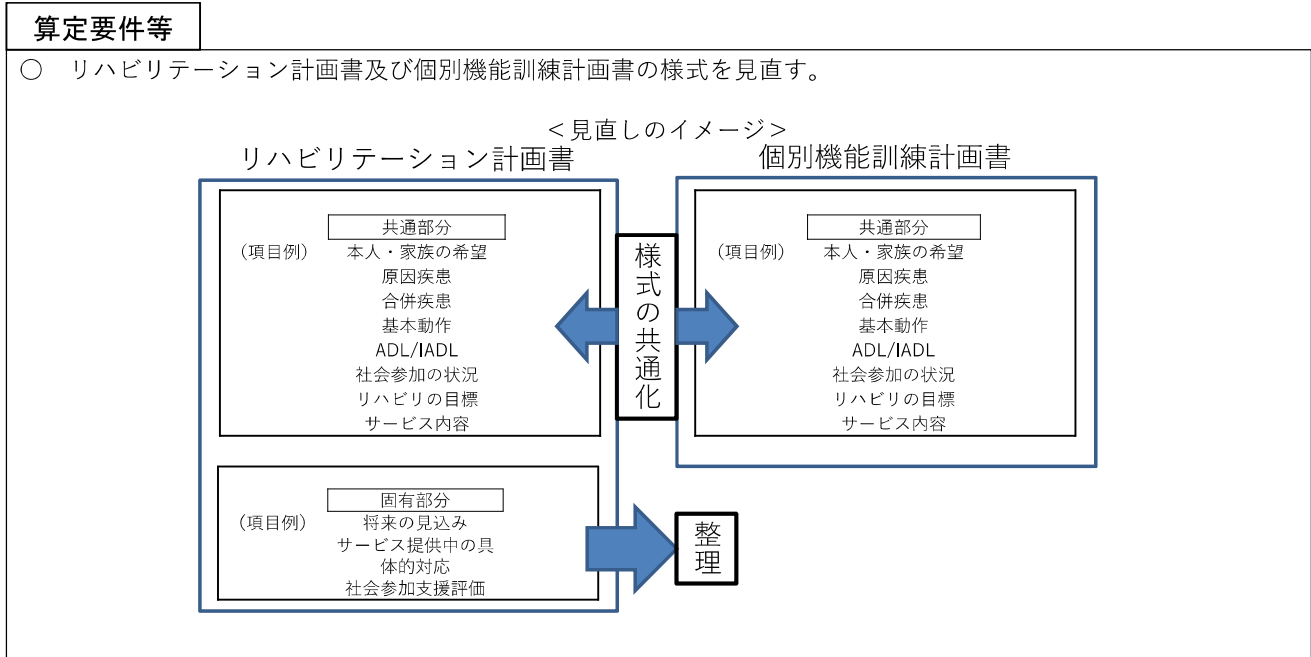 算定要件等
○ リハビリテーション計画書及び個別機能訓練計画書の様式を見直す。
＜見直しのイメージ＞
リハビリテーション計画書
共通部分
（項目例）
本人・家族の希望
原因疾患
合併疾患
基本動作
ADL/IADL
社会参加の状況
リハビリの目標
サービス内容
固有部分
（項目例）
将来の見込み
サービス提供中の具
体的対応
社会参加支援評価
様式の共通化
整理
個別機能訓練計画書
共通部分
（項目例）
本人・家族の希望
原因疾患
合併疾患
基本動作
ADL/IADL
社会参加の状況
リハビリの目標
サービス内容